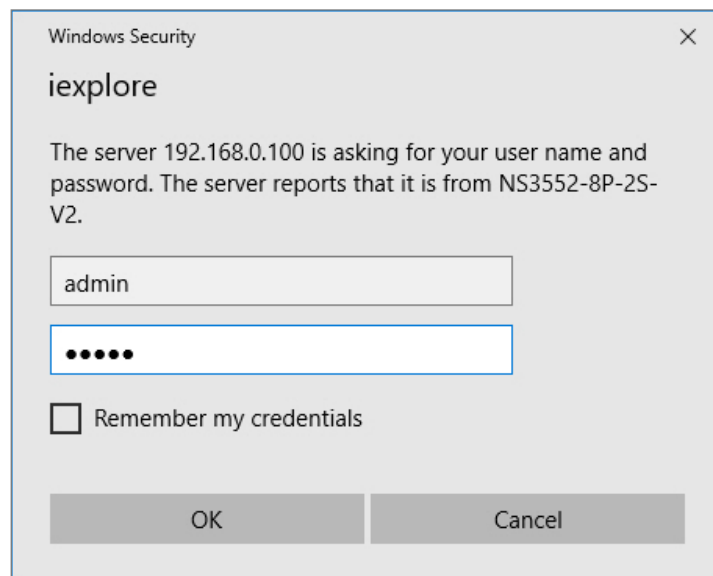 Windows Security
iexplore
The server 192.168.0.100 is asking for your user name and
password. The server reports that it is from NS3552-8P-2S-
V2.
admin
●●●●●
Remember my credentials
OK
Cancel